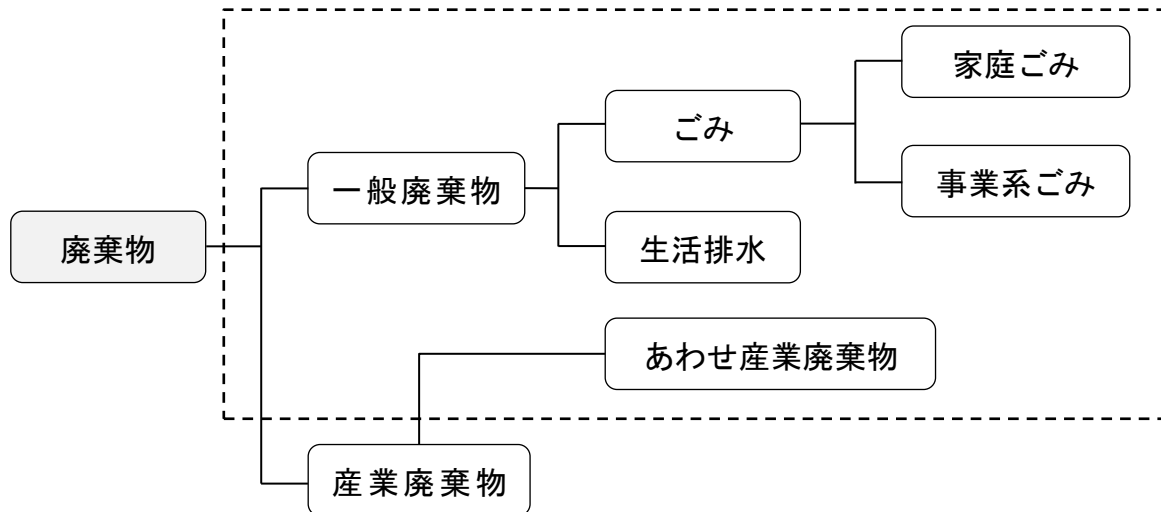 家庭ごみ
ごみ
事業系ごみ
一般廃棄物
廃棄物
生活排水
あわせ産業廃棄物
産業廃棄物